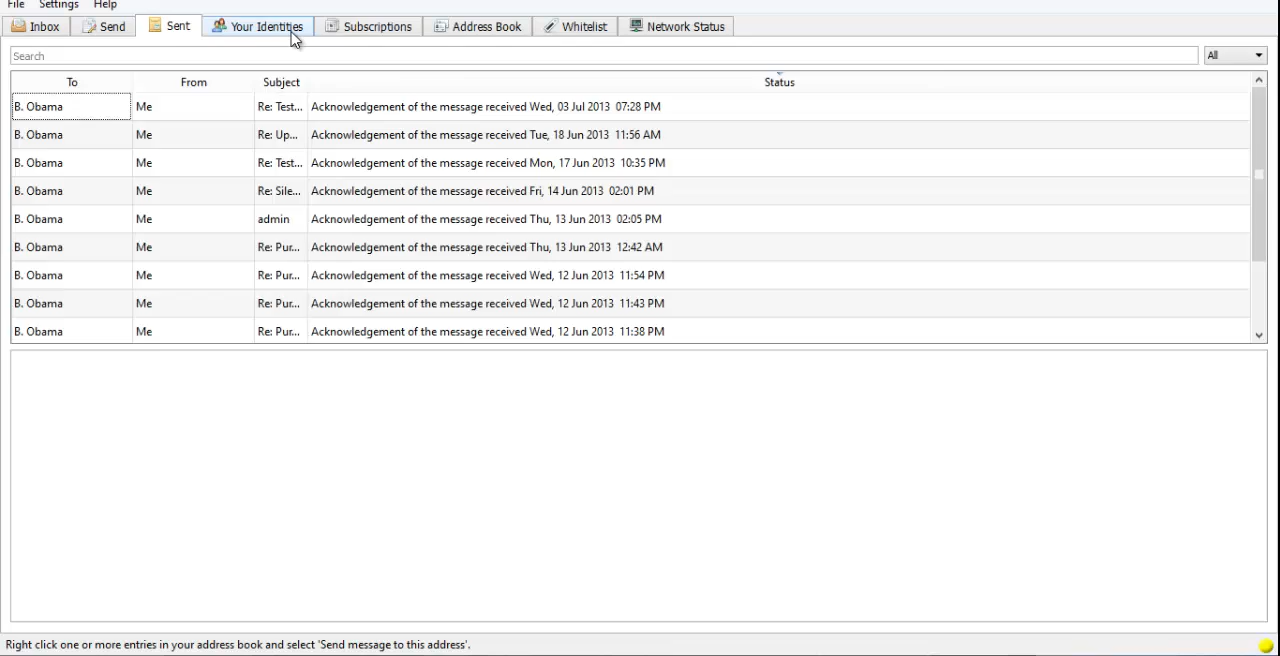 File Settings Help
Inbox Send Sent Your Identities Subscriptions Address Book Whitelist Network Status
Search All
To From Subject Status
B. Obama Me Re: Test... Acknowledgement of the message received Wed, 03 Jul 2013 07:28 PM
B. Obama Me Re: Up... Acknowledgement of the message received Tue, 18 Jun 2013 11:56 AM
B. Obama Me Re: Test... Acknowledgement of the message received Mon, 17 Jun 2013 10:35 PM
B. Obama Me Re: Sile... Acknowledgement of the message received Fri, 14 Jun 2013 02:01 PM
B. Obama Me admin Acknowledgement of the message received Thu, 13 Jun 2013 02:05 PM
B. Obama Me Re: Pur... Acknowledgement of the message received Thu, 13 Jun 2013 12:42 AM
B. Obama Me Re: Pur... Acknowledgement of the message received Wed, 12 Jun 2013 11:54 PM
B. Obama Me Re: Pur... Acknowledgement of the message received Wed, 12 Jun 2013 11:43 PM
B. Obama Me Re: Pur... Acknowledgement of the message received Wed, 12 Jun 2013 11:38 PM
Right click one or more entries in your address book and select 'Send message to this address'.